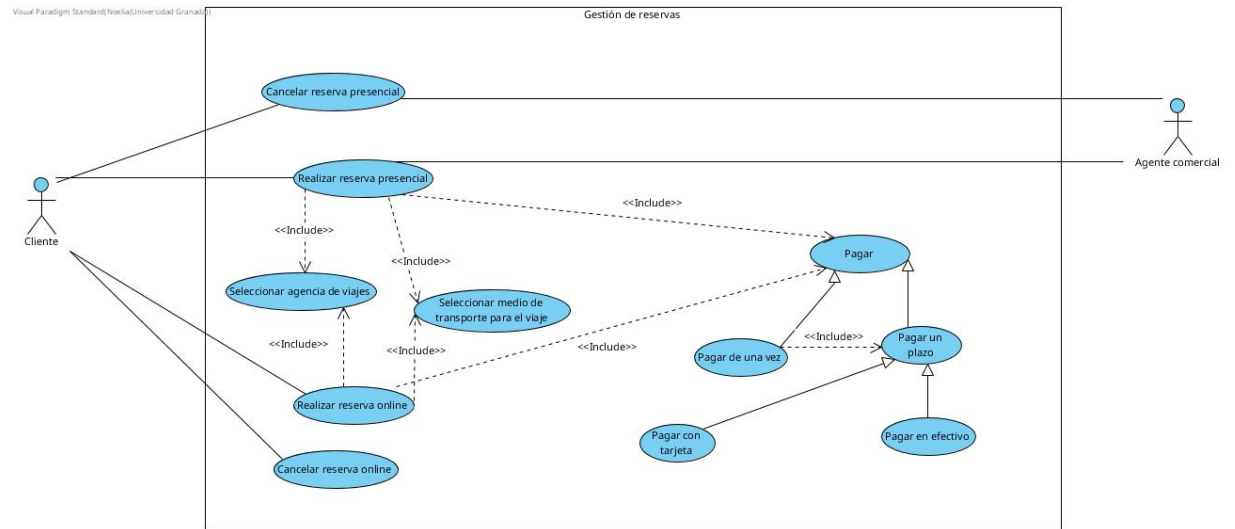 Visual Paradigm Standard(Noelia(Universidad Granada))
Gestión de reservas
Cancelar reserva presencial
Agente comercial
Realizar reserva presencial
Cliente
<<Include>>
<<Include>>
<<Include>>
Pagar
Seleccionar agencia de viajes
Seleccionar medio de
transporte para el viaje
<<Include>>
<<Include>>
<<Include>>
<<Include>>
Pagar de una vez
Pagar un
plazo
Realizar reserva online
Pagar con
tarjeta
Pagar en efectivo
Cancelar reserva online